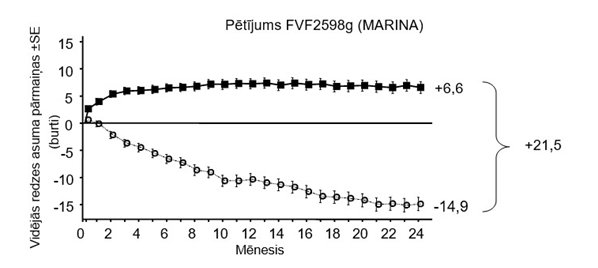 Pētījums FVF2598g (MARINA)
Vidējās redzes asuma pārmaiņas ±SE
(burti)
15
10
5
0
-5
-10
-15
+6,6
+21,5
-14,9
0 2 4 6 8 10 12 14 16 18 20 22 24
Mēnesis